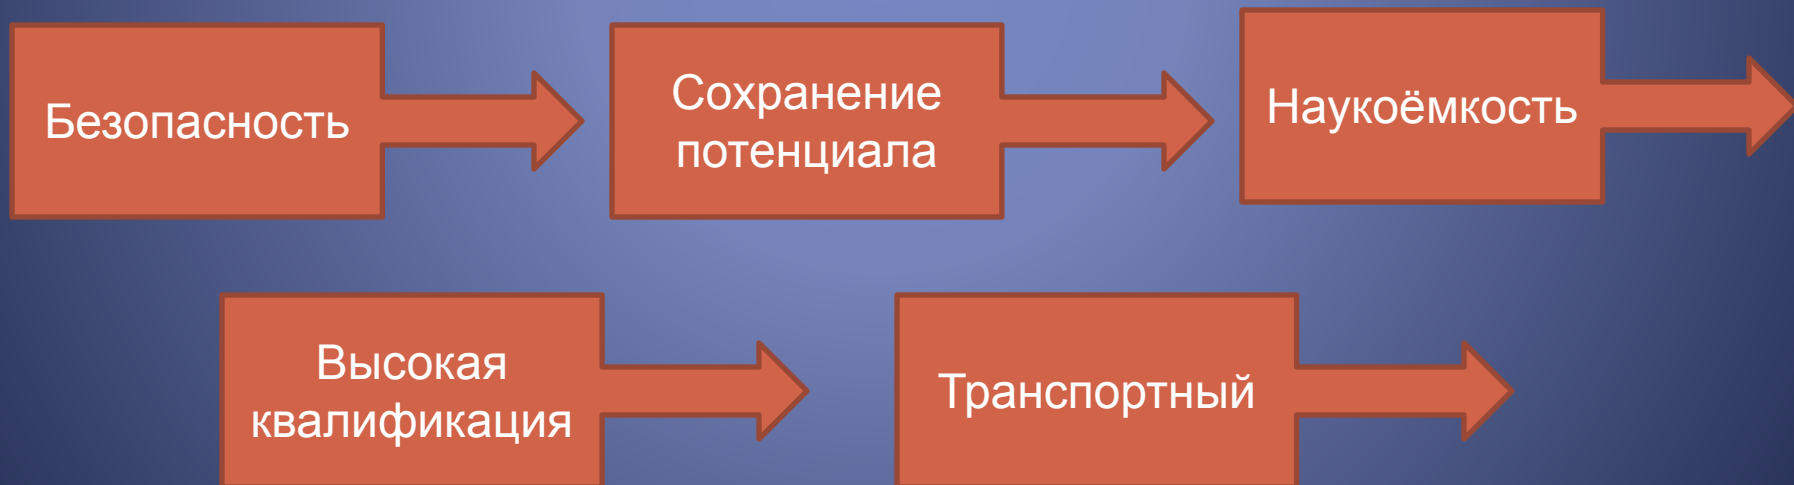 Безопасность
Сохранение
потенциала
Наукоёмкость
Высокая
квалификация
Транспортный